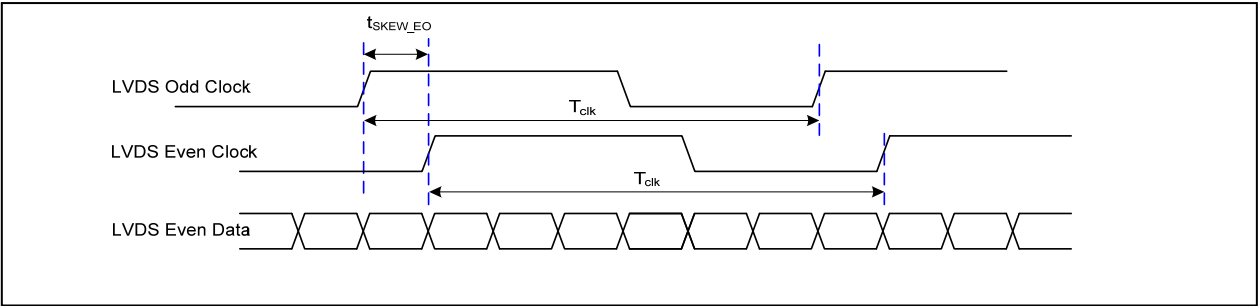 tSKEW_EO
LVDS Odd Clock
Tclk
LVDS Even Clock
Tclk
LVDS Even Data